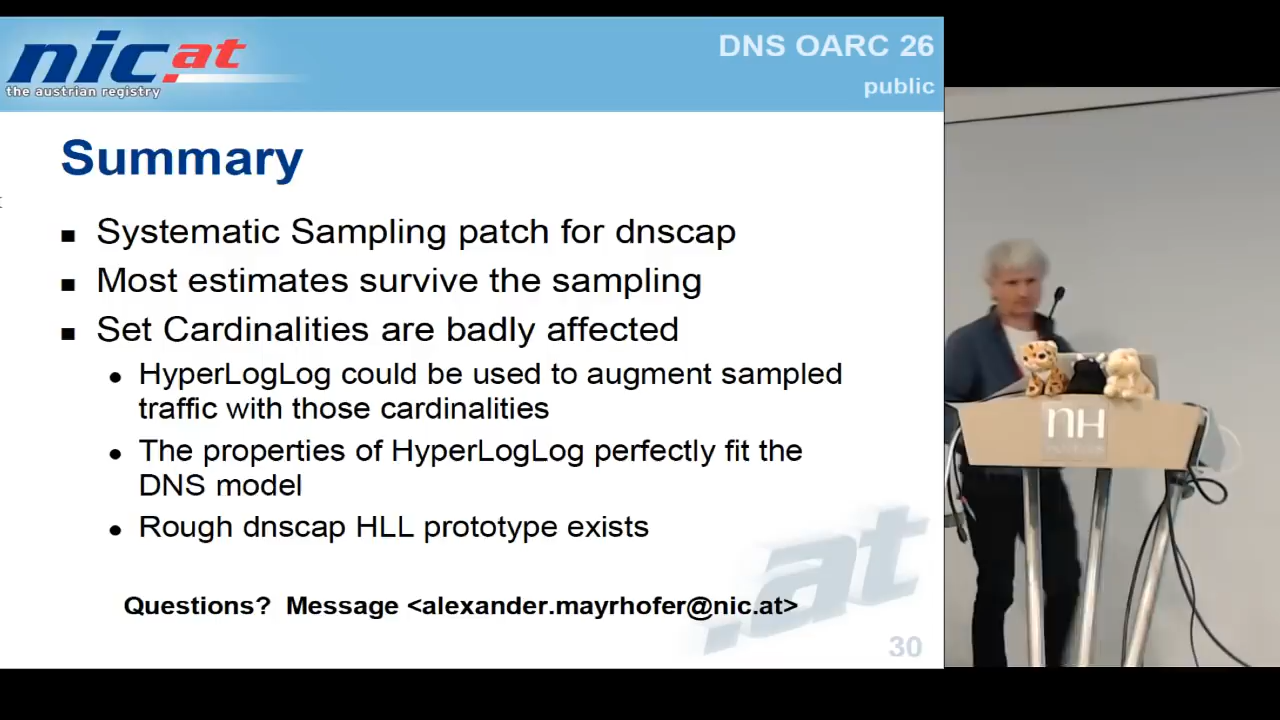 nic.at
the austrian registry
DNS OARC 26
public
Summary
Systematic Sampling patch for dnscap
Most estimates survive the sampling
Set Cardinalities are badly affected
HyperLogLog could be used to augment sampled
traffic with those cardinalities
The properties of HyperLogLog perfectly fit the
DNS model
Rough dnscap HLL prototype exists
.at
Questions? Message <alexander.mayrhofer@nic.at>
30
nH